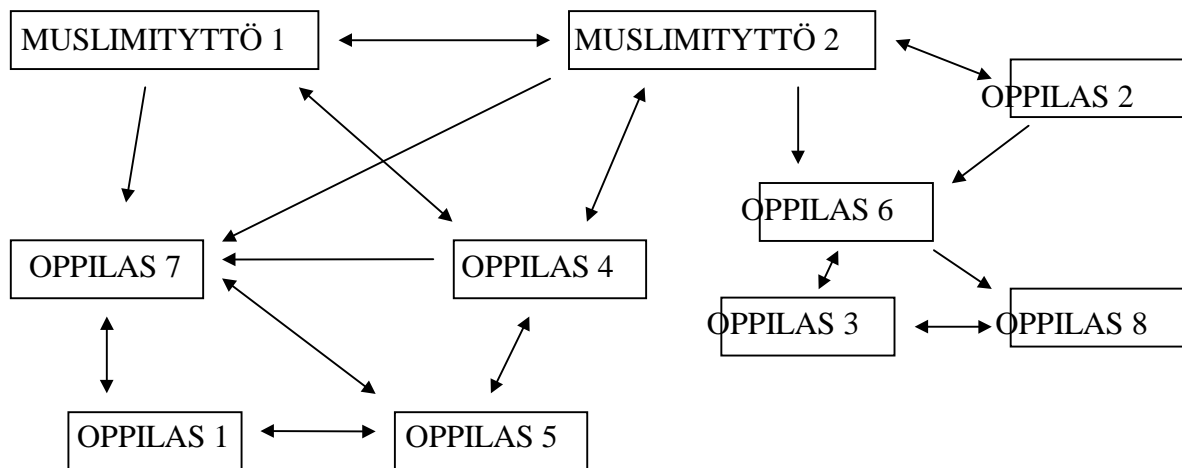 MUSLIMITYTTÖ 1
MUSLIMITYTTÖ 2
OPPILAS 2
OPPILAS 6
OPPILAS 7
OPPILAS 4
OPPILAS 3
OPPILAS 8
OPPILAS 1
OPPILAS 5